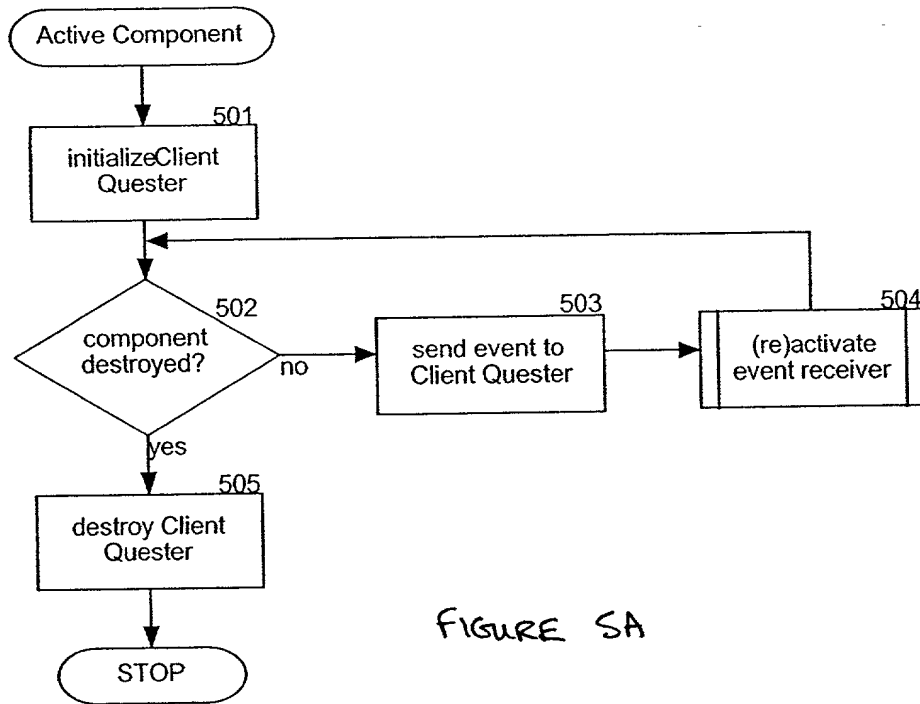 Active Component
501
initializeClient
Quester
502
component
destroyed?
no
503
send event to
Client Quester
504
(re)activate
event receiver
yes
505
destroy Client
Quester
STOP
FIGURE 5A